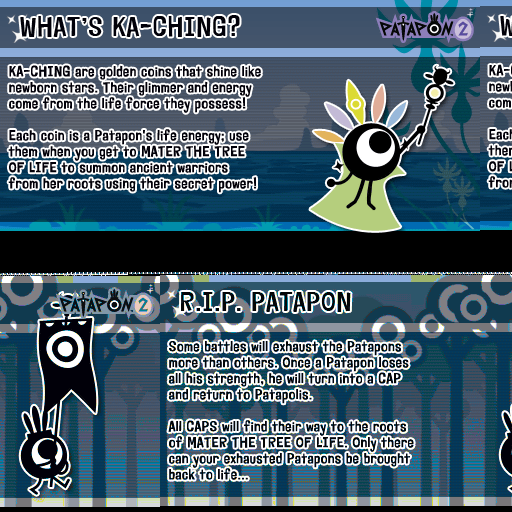 WHAT'S KA-CHING?
PATAPON 2
KA-CHING are golden coins that shine like
newborn stars. Their glimmer and energy
come from the life force they possess!
Each coin is a Patapon's life energy; use
them when you get to MATER THE TREE
OF LIFE to summon ancient warriors
from her roots using their secret power!
PATAPON 2
R.I.P. PATAPON
Some battles will exhaust the Patapons
more than others. Once a Patapon loses
all his strength, he will turn into a CAP
and return to Patapolis.
All CAPS will find their way to the roots
of MATER THE TREE OF LIFE. Only there
can your exhausted Patapons be brought
back to life...